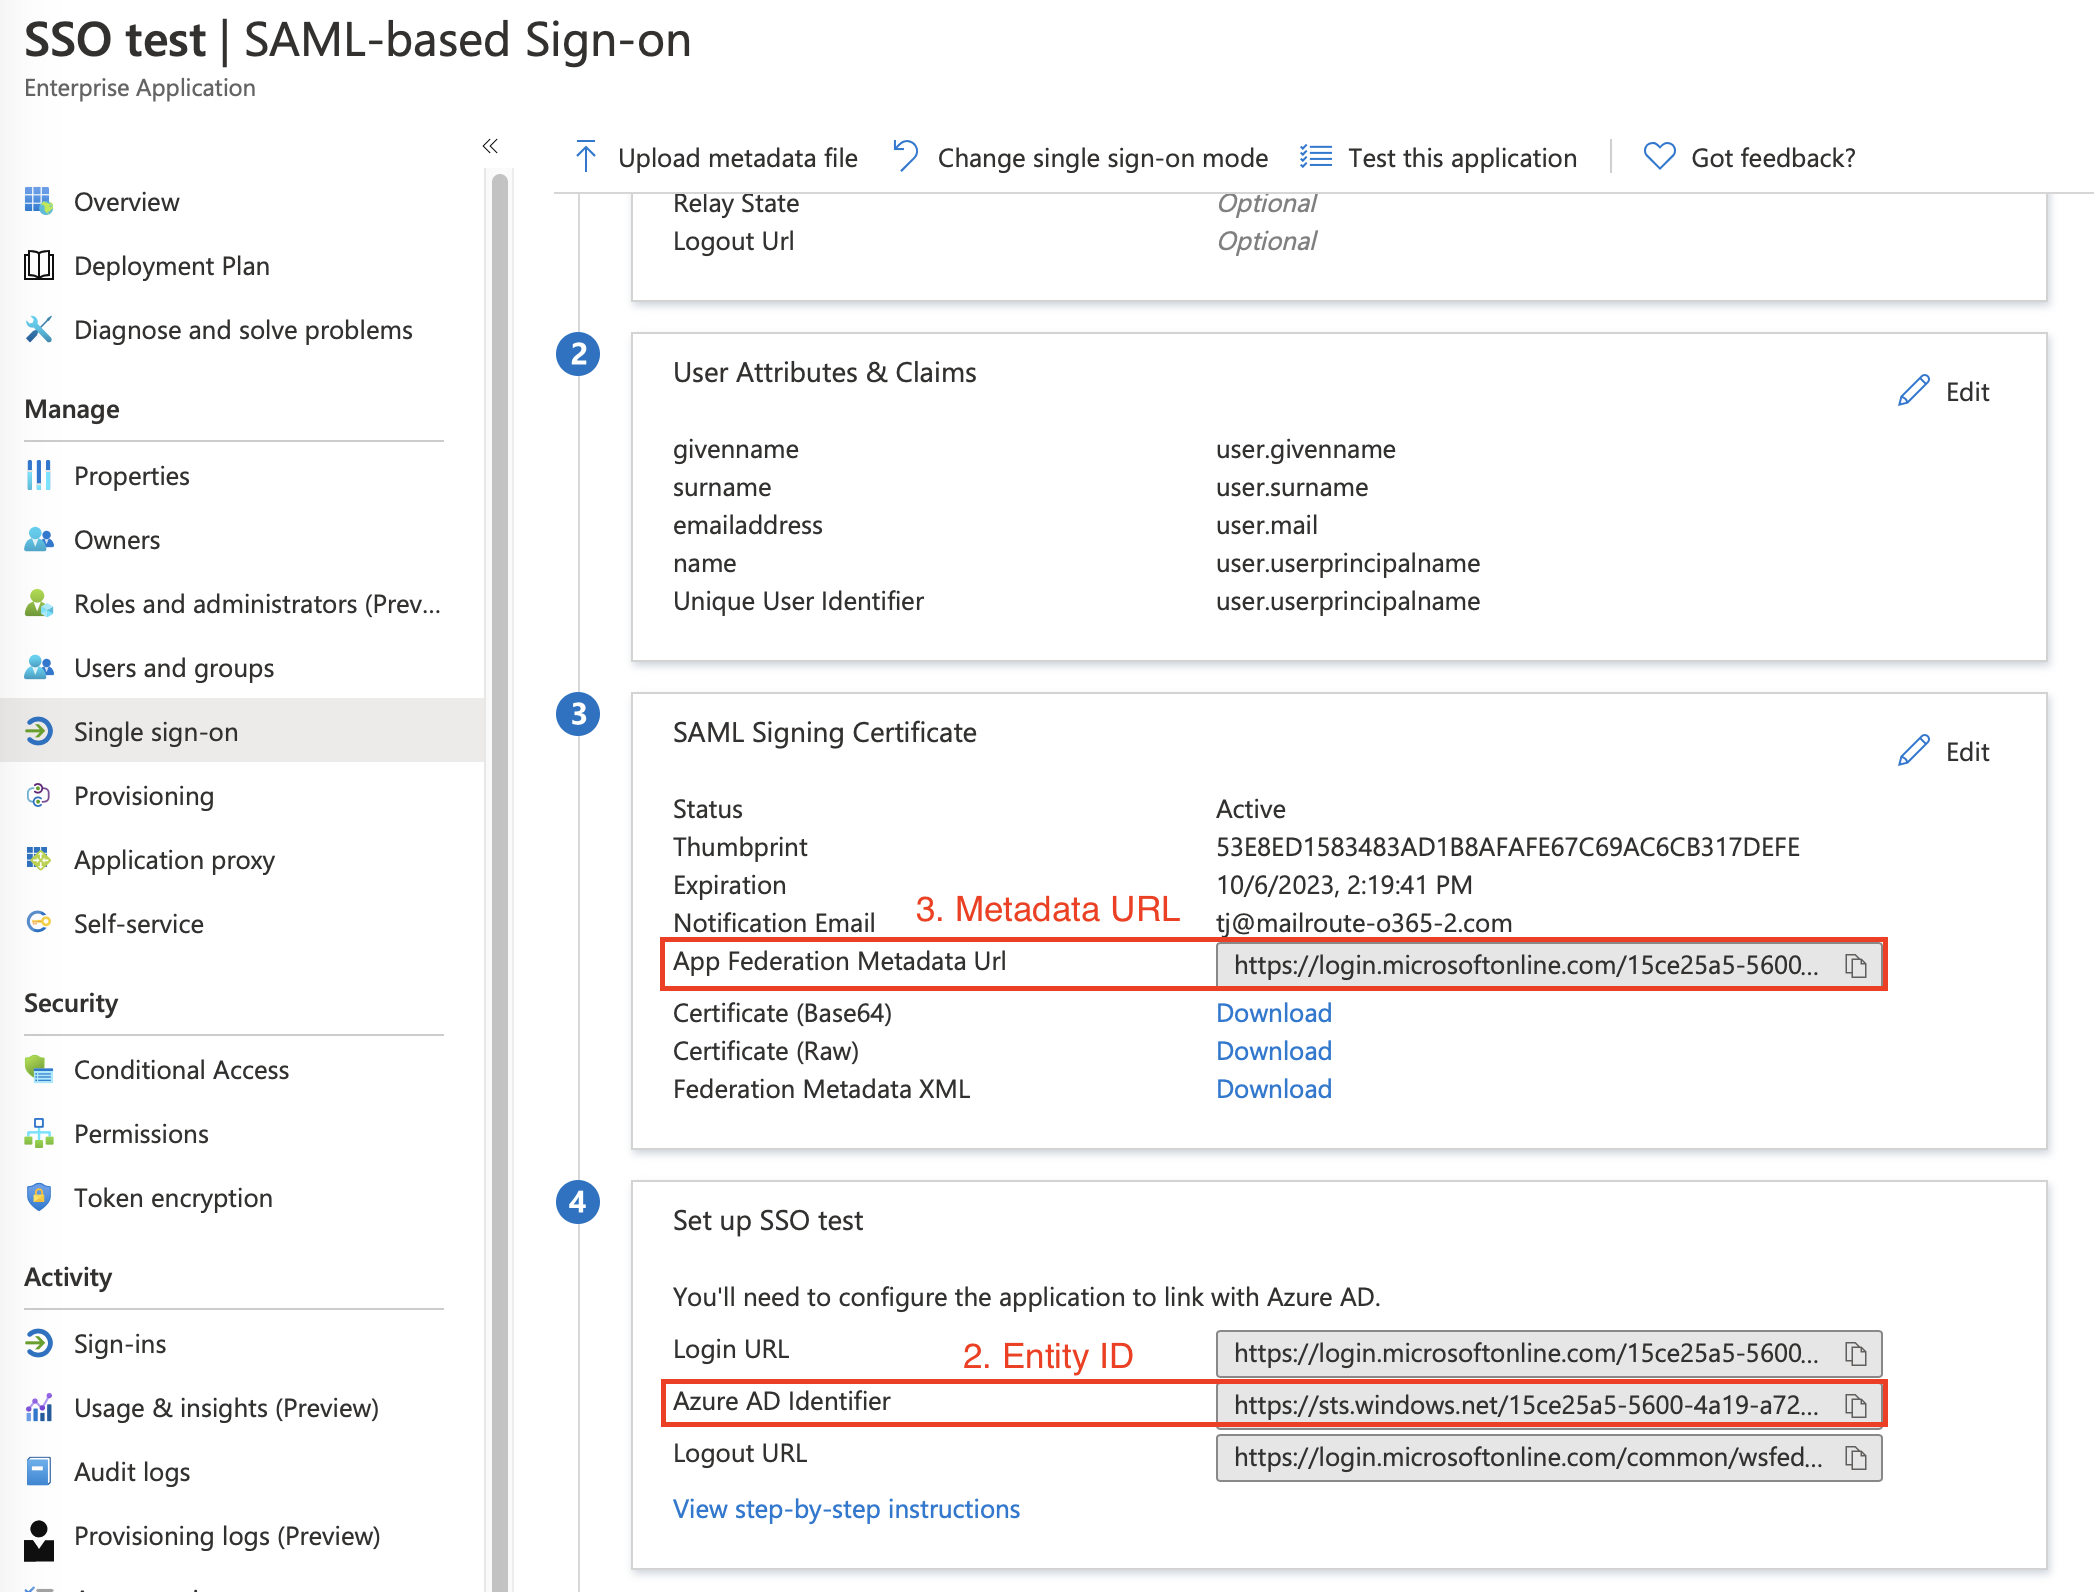 SSO test | SAML-based Sign-on
Enterprise Application
«
Upload metadata file
Change single sign-on mode
Test this application
Got feedback?
Overview
Deployment Plan
Diagnose and solve problems
Manage
Properties
Owners
Roles and administrators (Prev...
Users and groups
Single sign-on
Provisioning
Application proxy
Self-service
Security
Conditional Access
Permissions
Token encryption
Activity
Sign-ins
Usage & insights (Preview)
Audit logs
Provisioning logs (Preview)
Relay State Optional
Logout Url Optional
2
User Attributes & Claims
Edit
givenname user.givenname
surname user.surname
emailaddress user.mail
name user.userprincipalname
Unique User Identifier user.userprincipalname
3
SAML Signing Certificate
Edit
Status Active
Thumbprint 53E8ED1583483AD1B8AFAFE67C69AC6CB317DEFE
Expiration 10/6/2023, 2:19:41 PM
3. Metadata URL
Notification Email tj@mailroute-o365-2.com
App Federation Metadata Url https://login.microsoftonline.com/15ce25a5-5600...
Certificate (Base64) Download
Certificate (Raw) Download
Federation Metadata XML Download
4
Set up SSO test
You'll need to configure the application to link with Azure AD.
Login URL https://login.microsoftonline.com/15ce25a5-5600...
2. Entity ID
Azure AD Identifier https://sts.windows.net/15ce25a5-5600-4a19-a72...
Logout URL https://login.microsoftonline.com/common/wsfed...
View step-by-step instructions